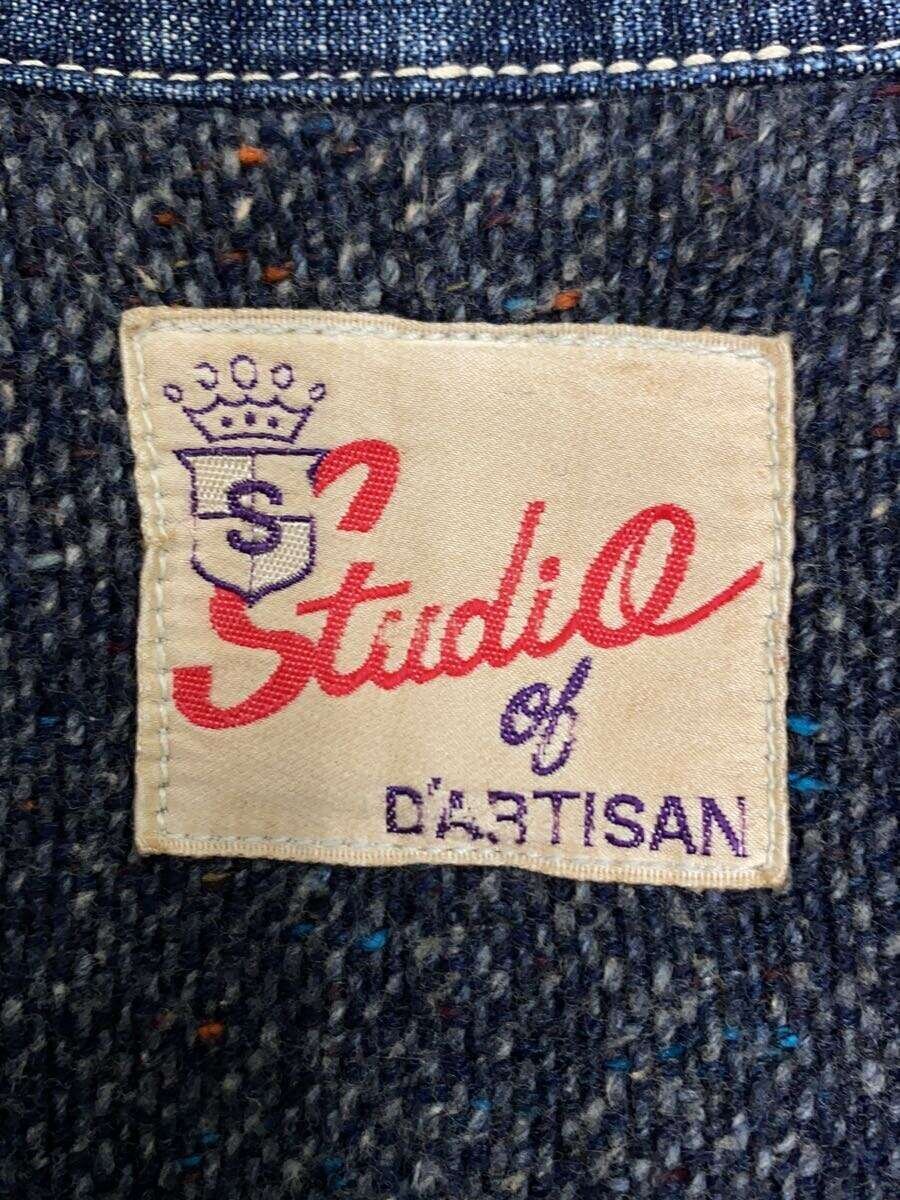 S
StudiO
of
D'ARTISAN